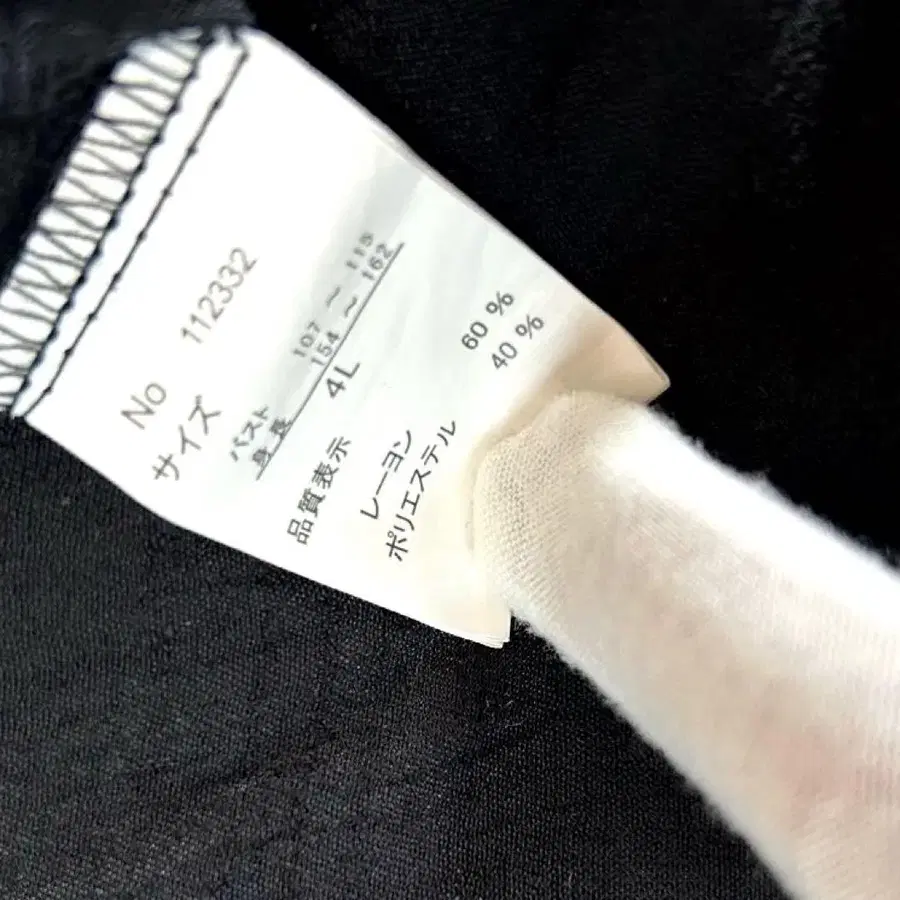 No 112332
サイズ
バスト 107 ～ 115
身長 154 ～ 162
4L
品質表示
レーヨン 60 %
ポリエステル 40 %